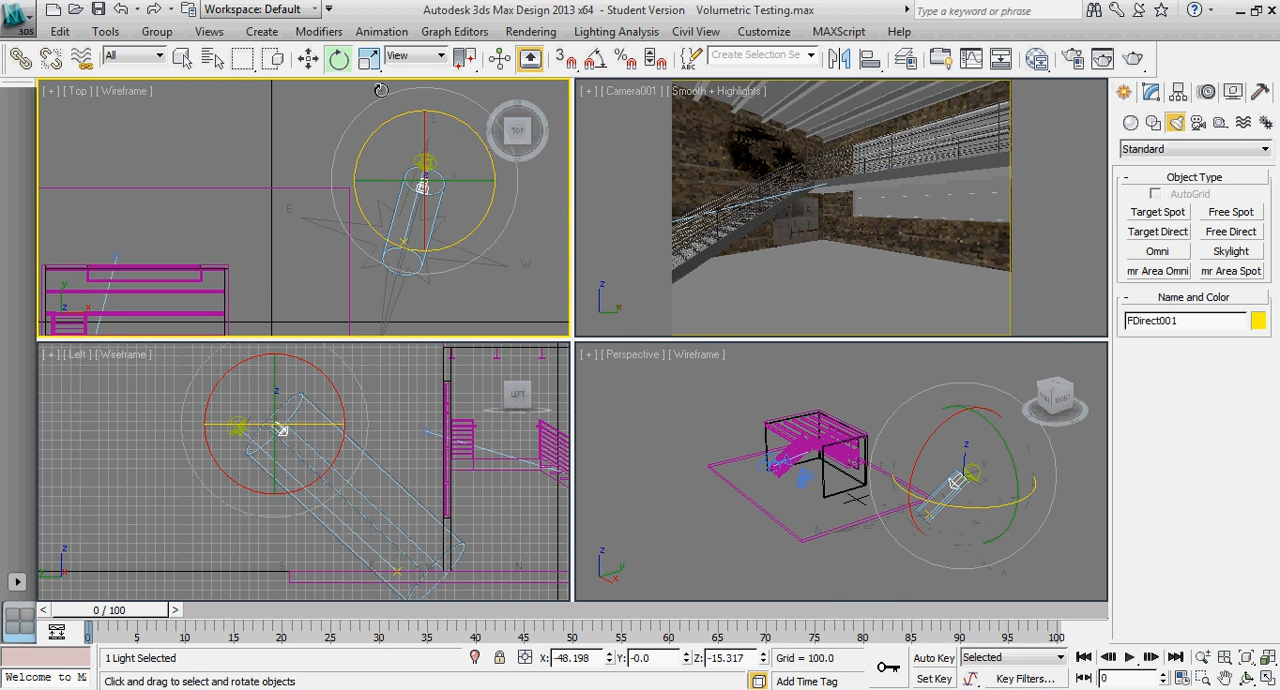 Workspace: Default
Autodesk 3ds Max Design 2013 x64 - Student Version Volumetric Testing.max
Type a keyword or phrase
3DS
Edit Tools Group Views Create Modifiers Animation Graph Editors Rendering Lighting Analysis Civil View Customize MAXScript Help
All
View
3
Create Selection Se
[ + ] [ Top ] [ Wireframe ]
TOP
E
W
[ + ] [ Camera001 ] [ Smooth + Highlights ]
z
[ + ] [ Left ] [ Wireframe ]
LEFT
z
N
[ + ] [ Perspective ] [ Wireframe ]
RIGHT
z
Standard
- Object Type
AutoGrid
Target Spot Free Spot
Target Direct Free Direct
Omni Skylight
mr Area Omni mr Area Spot
- Name and Color
FDirect001
< 0 / 100 >
0 5 10 15 20 25 30 35 40 45 50 55 60 65 70 75 80 85 90 95 100
1 Light Selected
X: -48.198 Y: -0.0 Z: -15.317 Grid = 100.0
Auto Key Selected
Welcome to M
Click and drag to select and rotate objects
Add Time Tag
Set Key Key Filters...
0